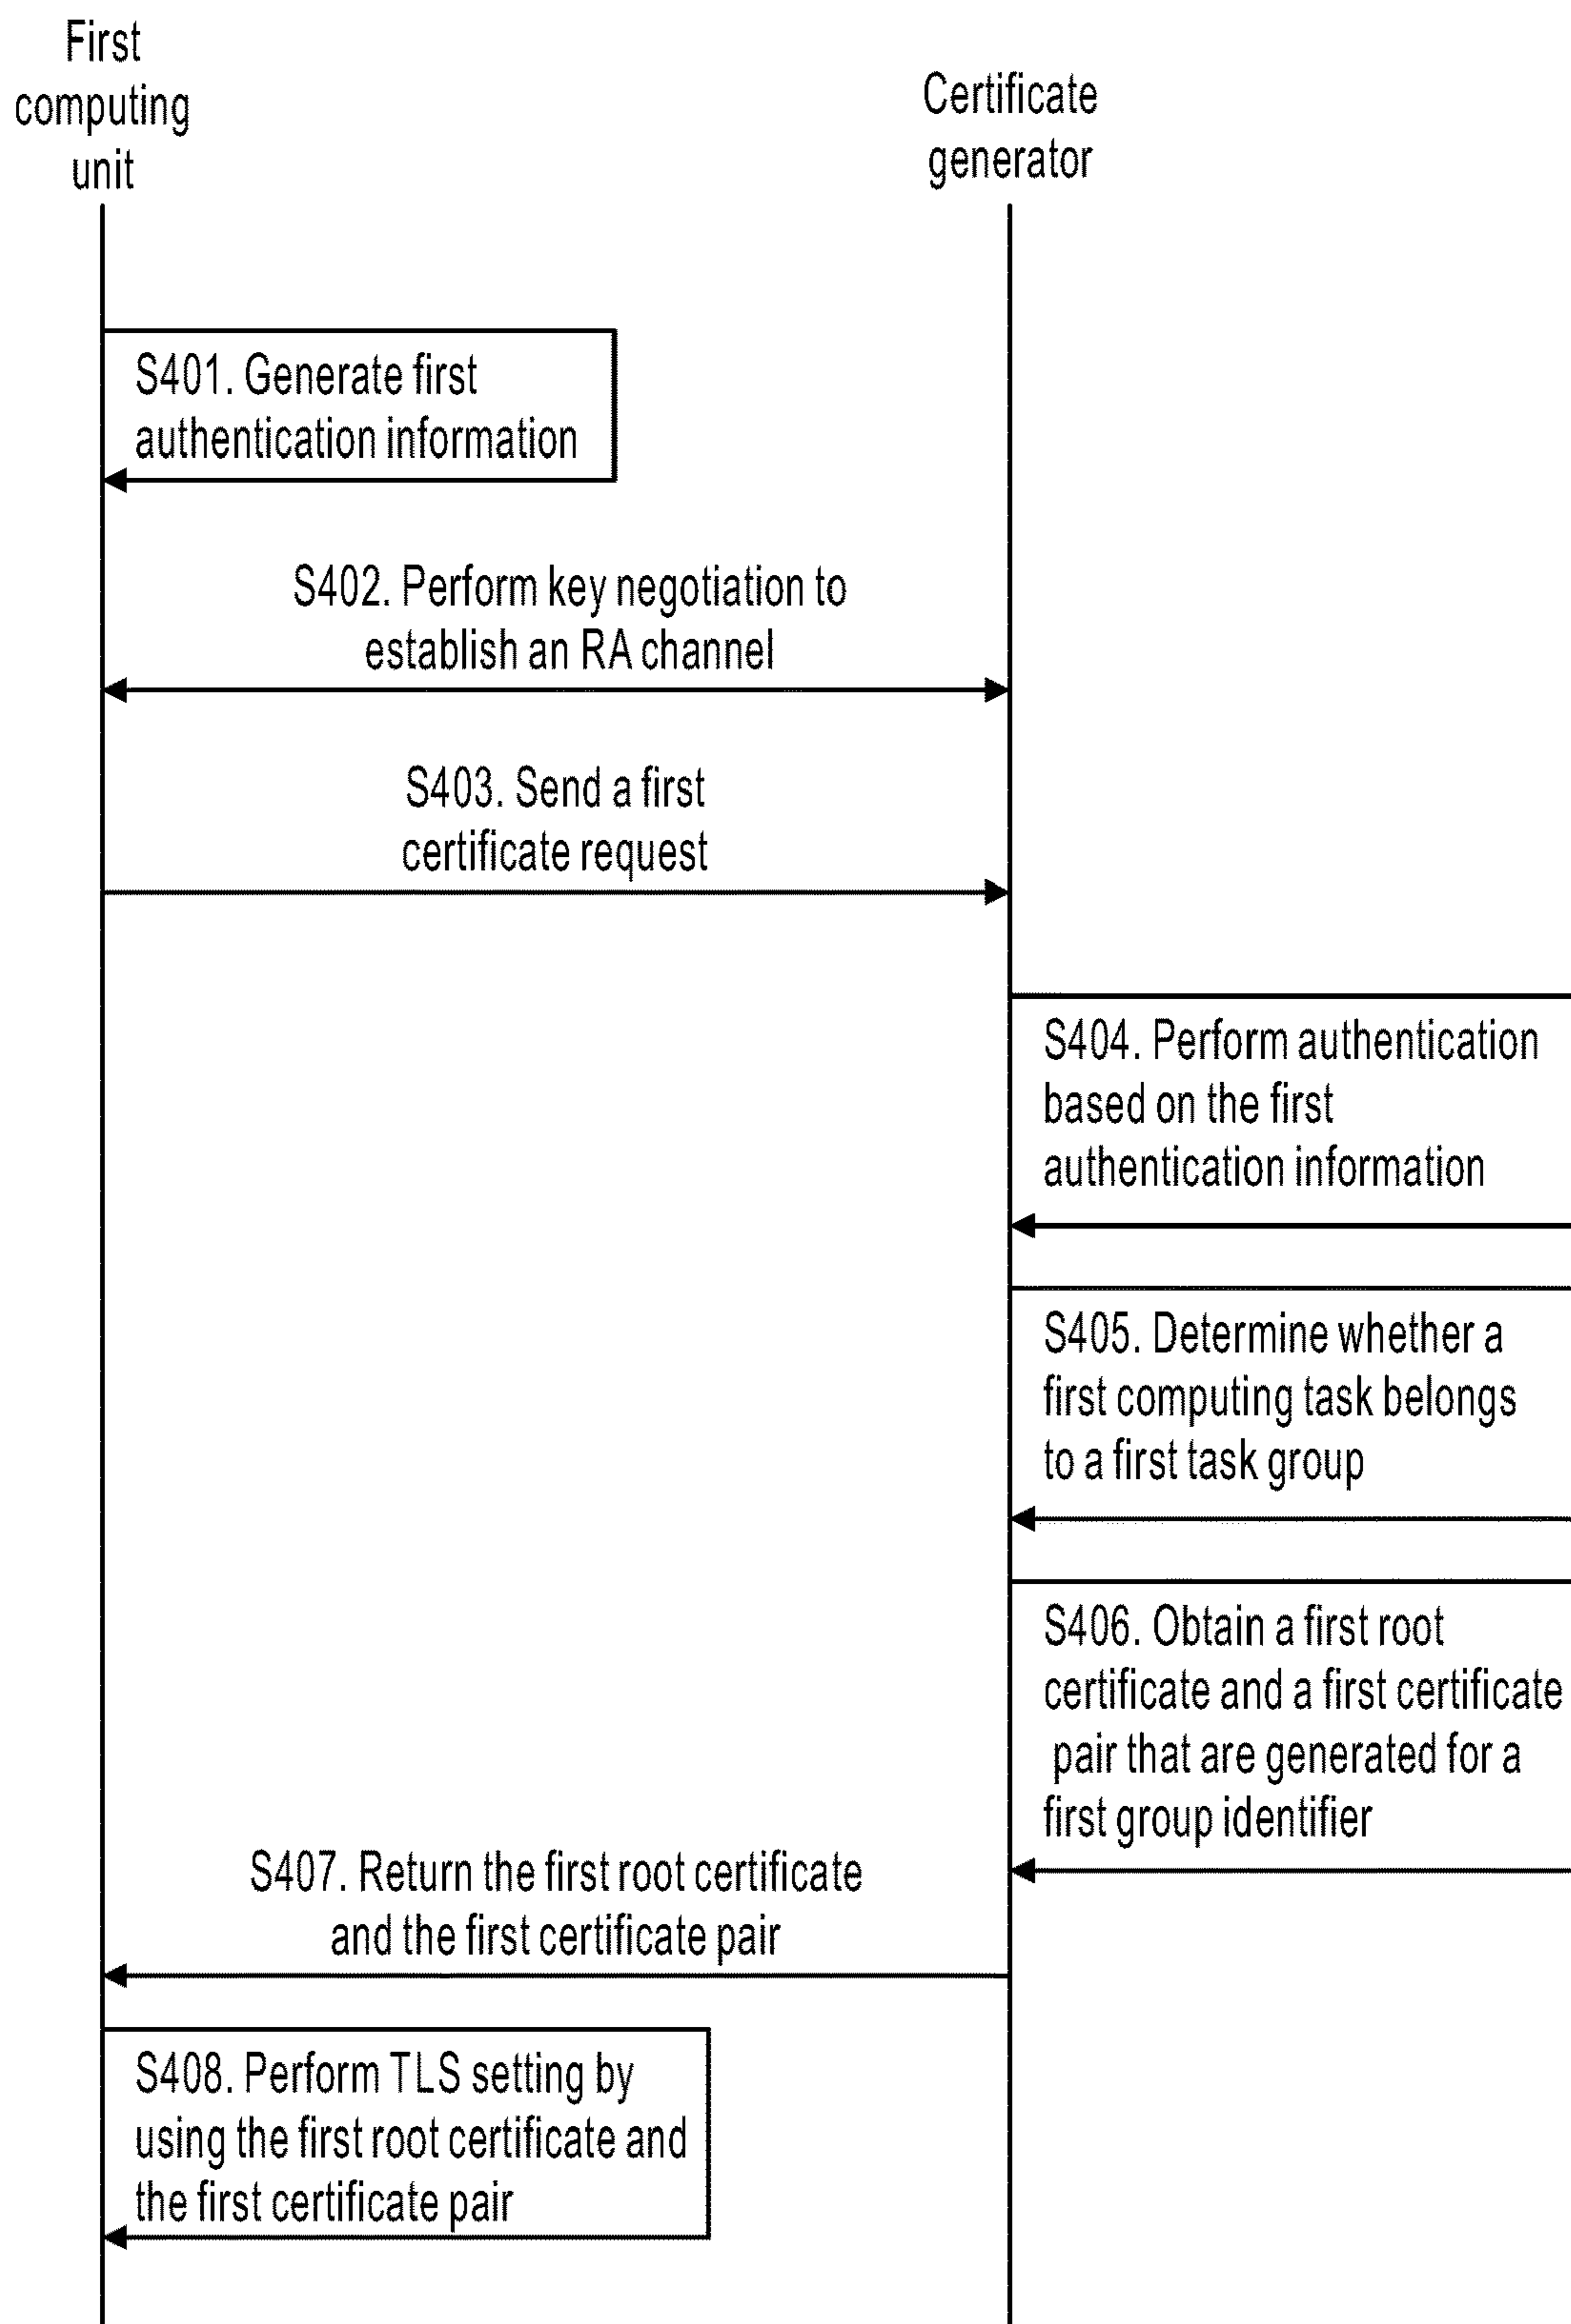 First
computing
unit
Certificate
generator
S401. Generate first
authentication information
S402. Perform key negotiation to
establish an RA channel
S403. Send a first
certificate request
S404. Perform authentication
based on the first
authentication information
S405. Determine whether a
first computing task belongs
to a first task group
S406. Obtain a first root
certificate and a first certificate
pair that are generated for a
first group identifier
S407. Return the first root certificate
and the first certificate pair
S408. Perform TLS setting by
using the first root certificate and
the first certificate pair